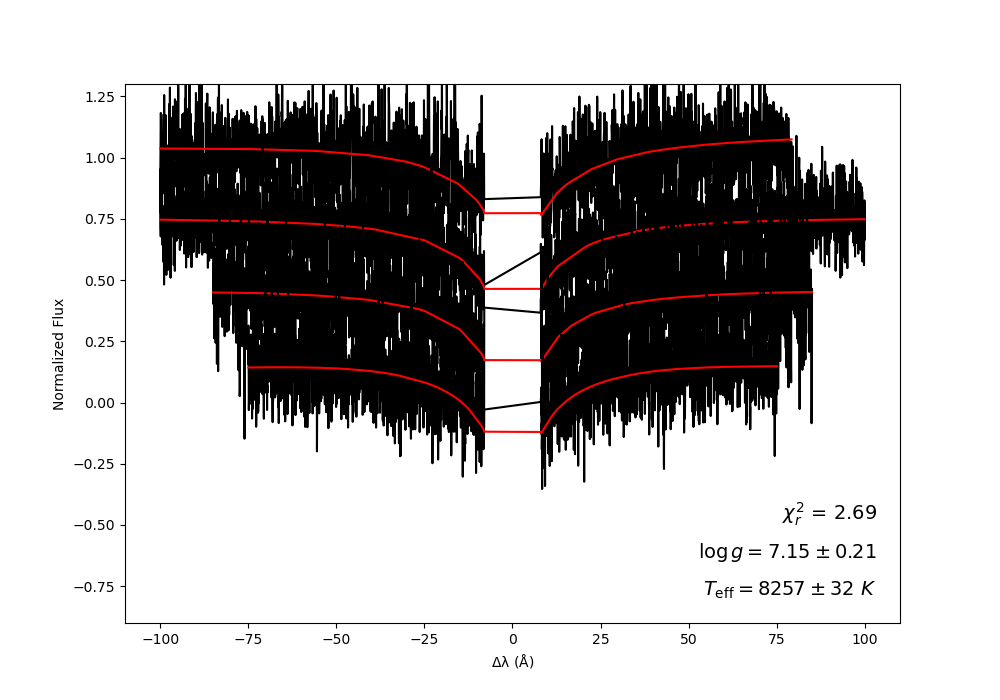 1.25
1.00
0.75
0.50
0.25
0.00
−0.25
−0.50
−0.75
Normalized Flux
χ²ᵣ = 2.69
log g = 7.15 ± 0.21
T_eff = 8257 ± 32 K
−100 −75 −50 −25 0 25 50 75 100
Δλ (Å)